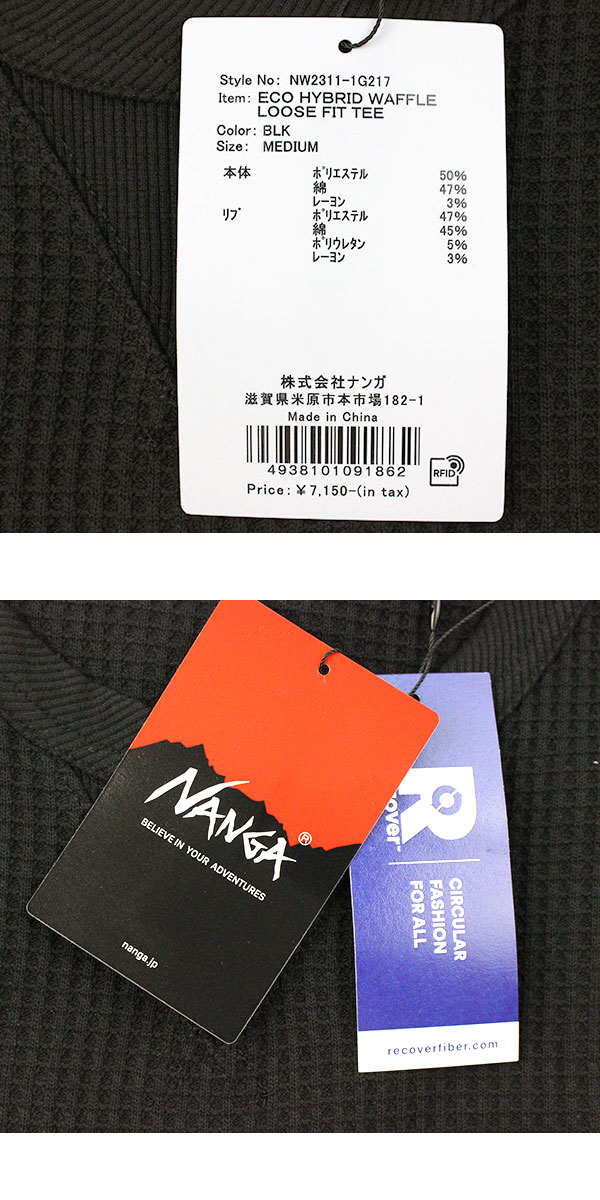 Style No: NW2311-1G217
Item: ECO HYBRID WAFFLE
LOOSE FIT TEE
Color: BLK
Size: MEDIUM
本体 ポリエステル 50%
綿 47%
レーヨン 3%
リブ ポリエステル 47%
綿 45%
ポリウレタン 5%
レーヨン 3%
株式会社ナンガ
滋賀県米原市本市場182-1
Made in China
4938101091862
RFID
Price: ¥7,150-(in tax)
NANGA®
BELIEVE IN YOUR ADVENTURES
nanga.jp
R
over™
CIRCULAR
FASHION
FOR ALL
recoverfiber.com